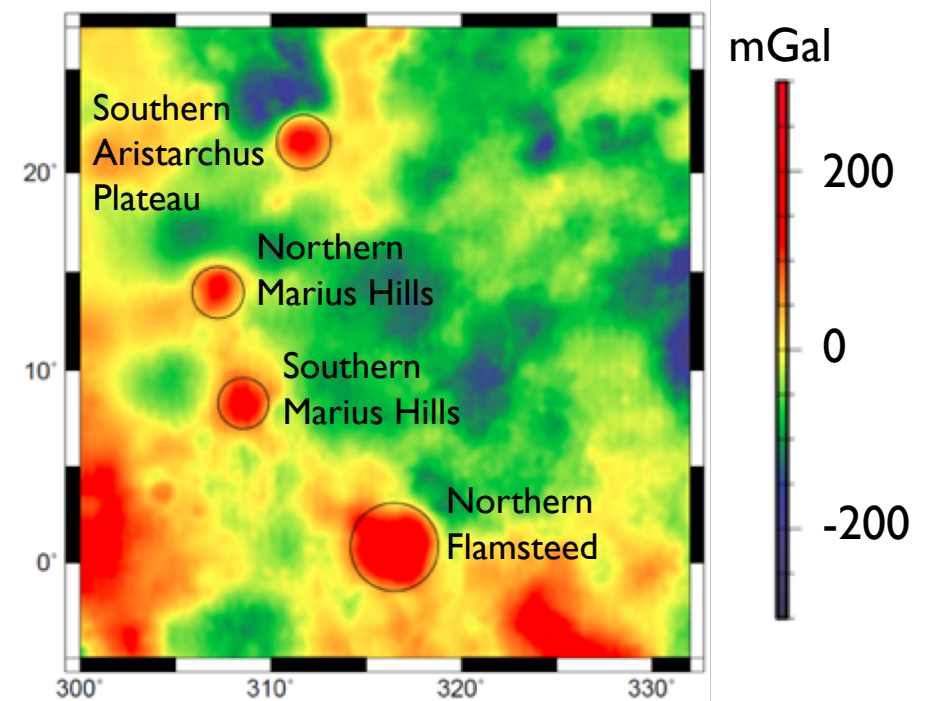 mGal
Southern
Aristarchus
Plateau
20°
200
Northern
Marius Hills
0
Southern
Marius Hills
10°
Northern
Flamsteed
-200
0°
300°
310°
320°
330°